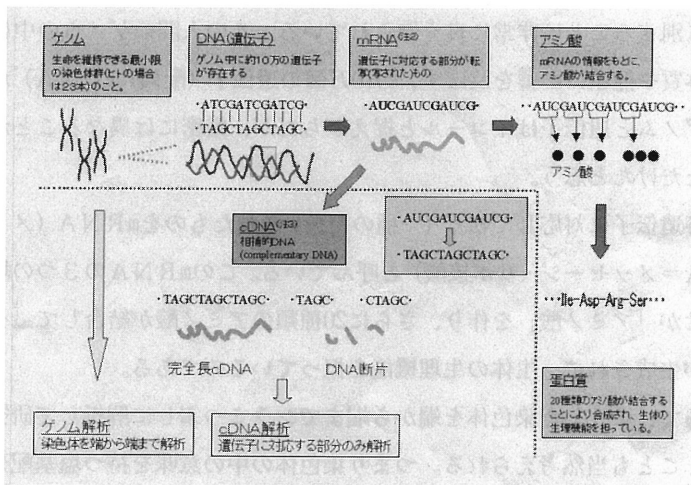 ゲノム
生命を維持できる最小限
の染色体群(ヒトの場合
は23本)のこと。
DNA(遺伝子)
ゲノム中に約10万の遺伝子
が存在する
mRNA(注2)
遺伝子に対応する部分が転
写(写された)もの
アミノ酸
mRNAの情報をもとに
アミノ酸が結合する。
・ATCGATCGATCG・
・TAGCTAGCTAGC・
・AUCGAUCGAUCG・
・AUCGAUCGAUCGAUCGAUC・・
アミノ酸
cDNA(注3)
相補的DNA
(complementary DNA)
・AUCGAUCGAUCG・
・TAGCTAGCTAGC・
・TAGCTAGCTAGC・ ・TAGC・ ・CTAGC・
完全長cDNA DNA断片
・・・Ile-Asp-Arg-Ser・・・
蛋白質
20種類のアミノ酸が結合する
ことにより合成され、生体の
生理機能を担っている。
ゲノム解析
染色体を端から端まで解析
cDNA解析
遺伝子に対応する部分のみ解析